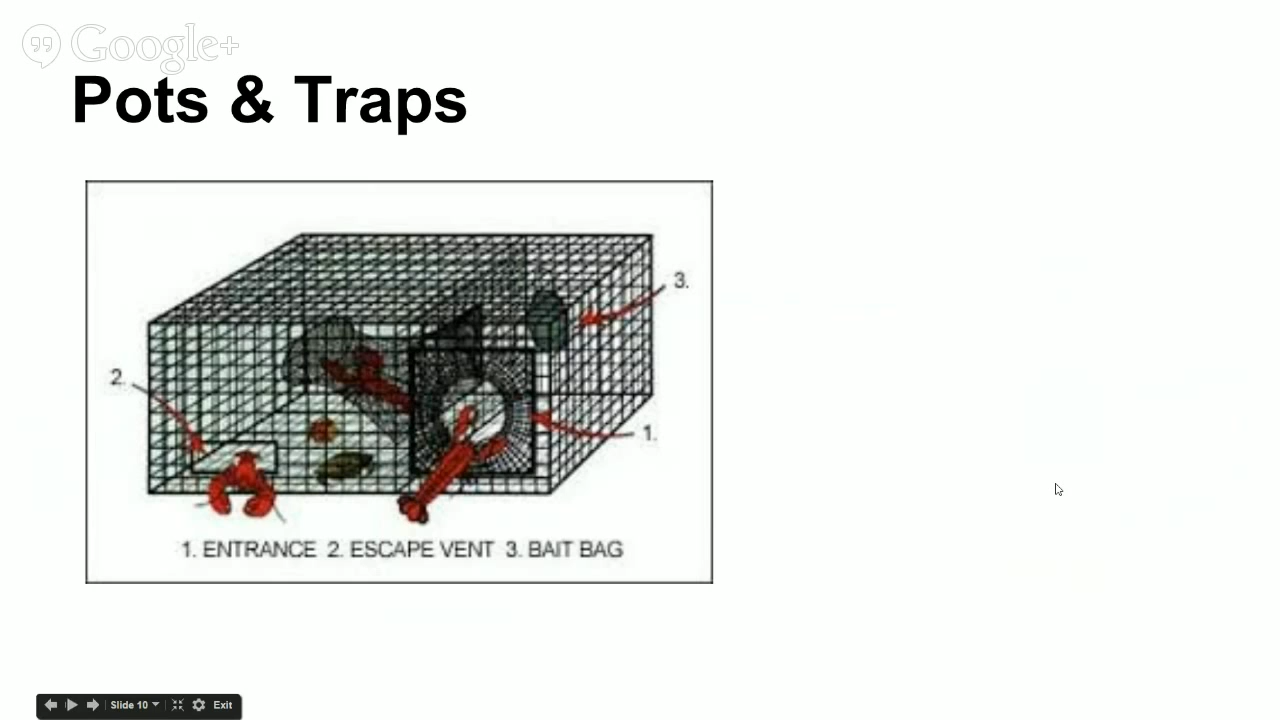 Google+
Pots & Traps
3.
2.
1.
1. ENTRANCE 2. ESCAPE VENT 3. BAIT BAG
Slide 10
Exit